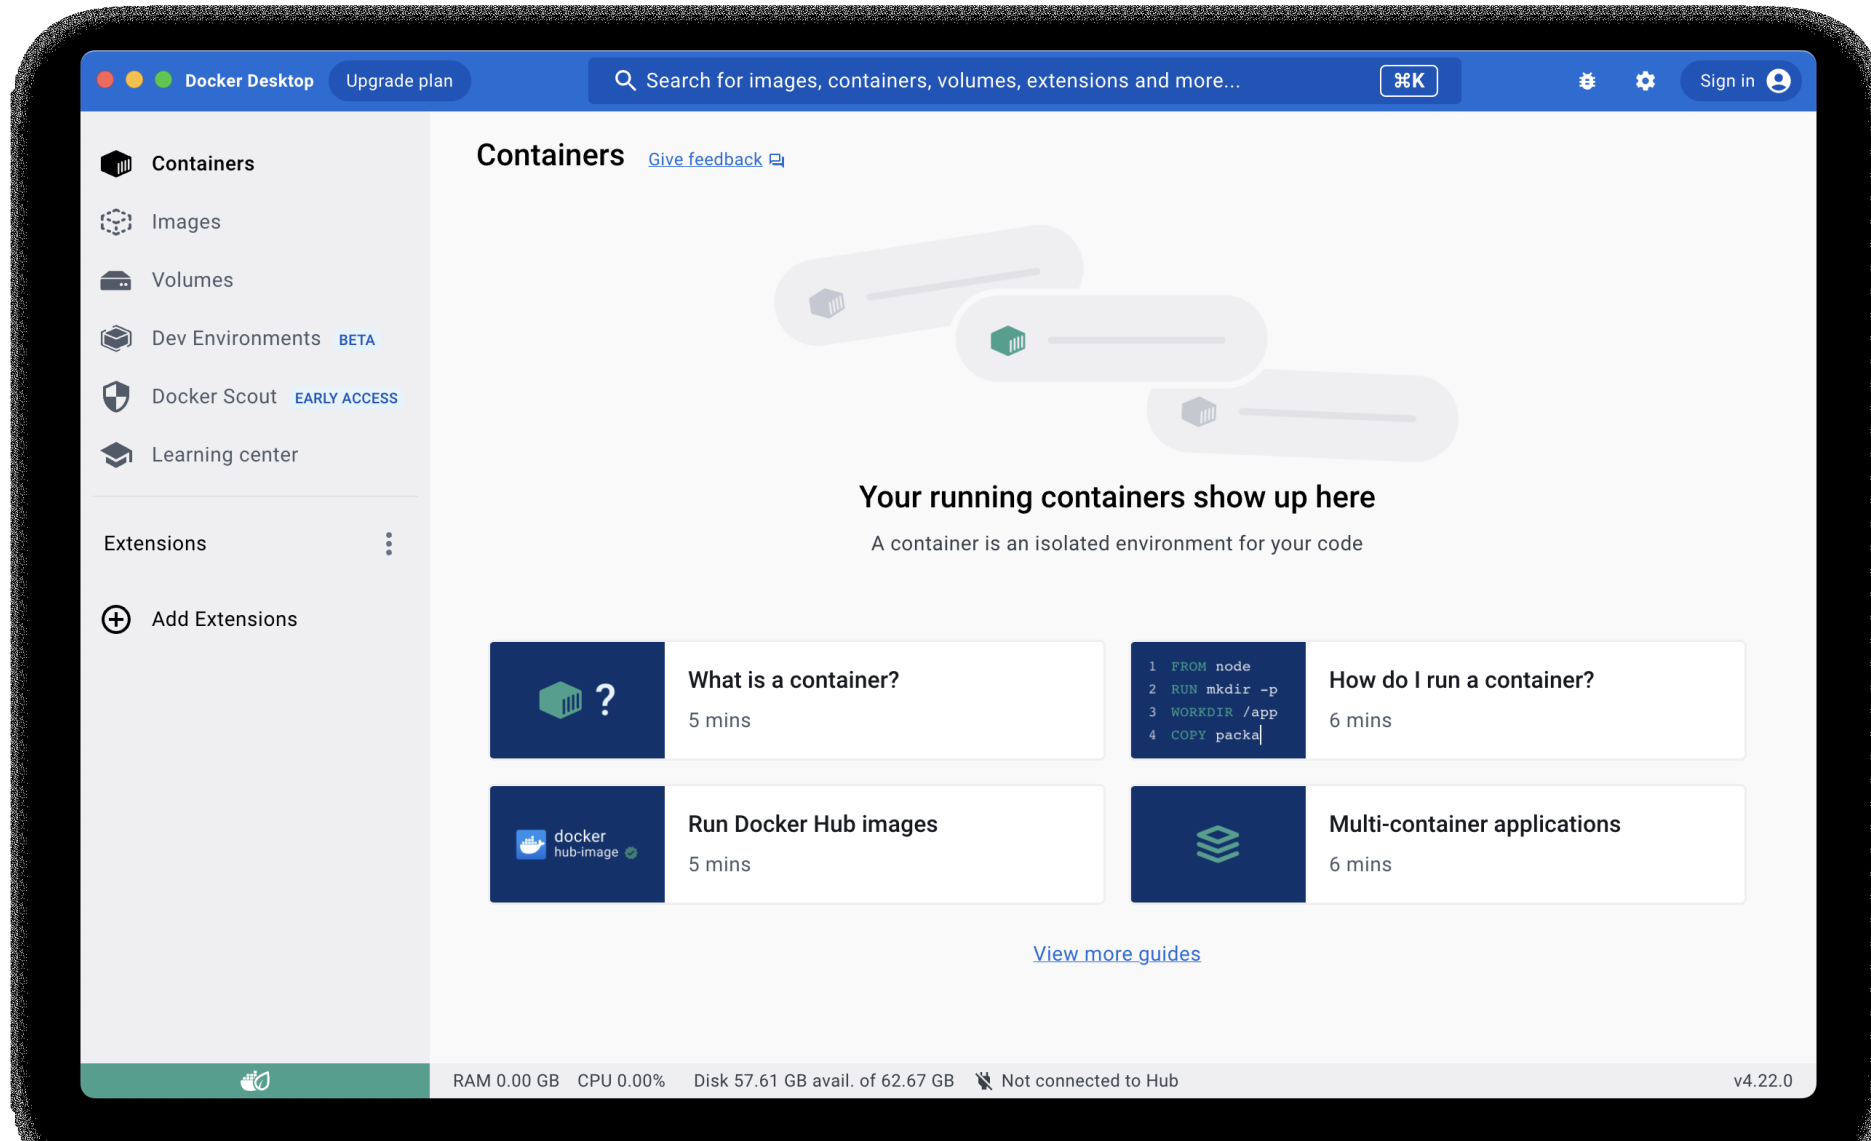 Docker Desktop
Upgrade plan
Search for images, containers, volumes, extensions and more...
⌘K
Sign in
Containers
Images
Volumes
Dev Environments BETA
Docker Scout EARLY ACCESS
Learning center
Extensions
Add Extensions
Containers
Give feedback
Your running containers show up here
A container is an isolated environment for your code
?
What is a container?
5 mins
1 FROM node
2 RUN mkdir -p
3 WORKDIR /app
4 COPY packa
How do I run a container?
6 mins
docker
hub-image
Run Docker Hub images
5 mins
Multi-container applications
6 mins
View more guides
RAM 0.00 GB CPU 0.00% Disk 57.61 GB avail. of 62.67 GB Not connected to Hub v4.22.0